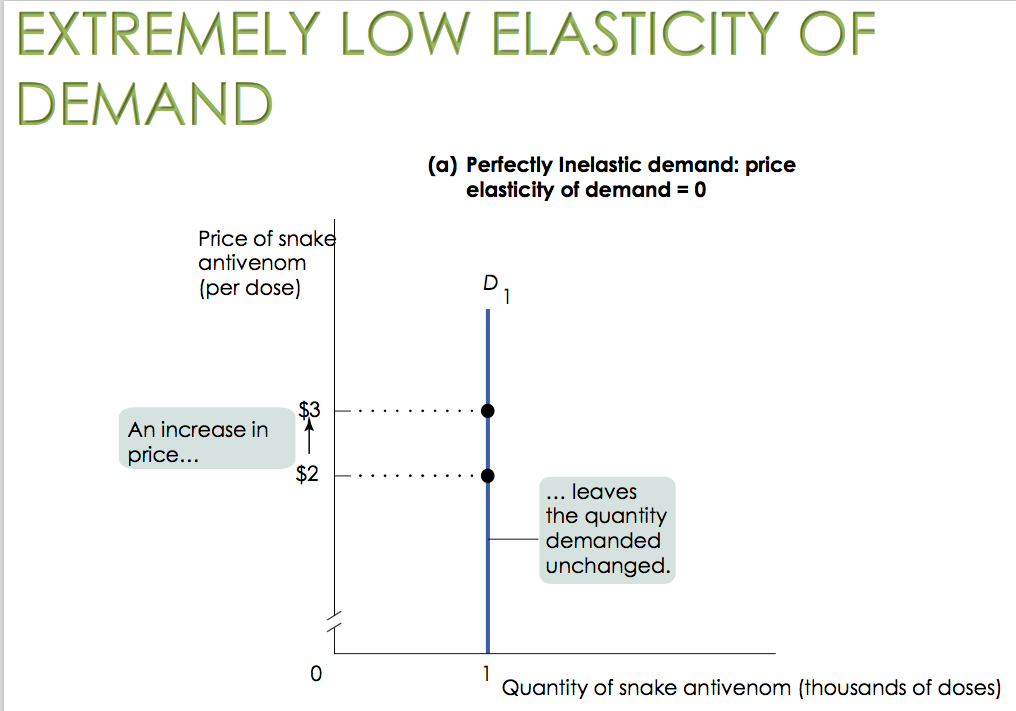 EXTREMELY LOW ELASTICITY OF
DEMAND
(a) Perfectly Inelastic demand: price
elasticity of demand = 0
Price of snake
antivenom
(per dose)
D
1
$3
An increase in
price…
$2
… leaves
the quantity
demanded
unchanged.
0
1
Quantity of snake antivenom (thousands of doses)